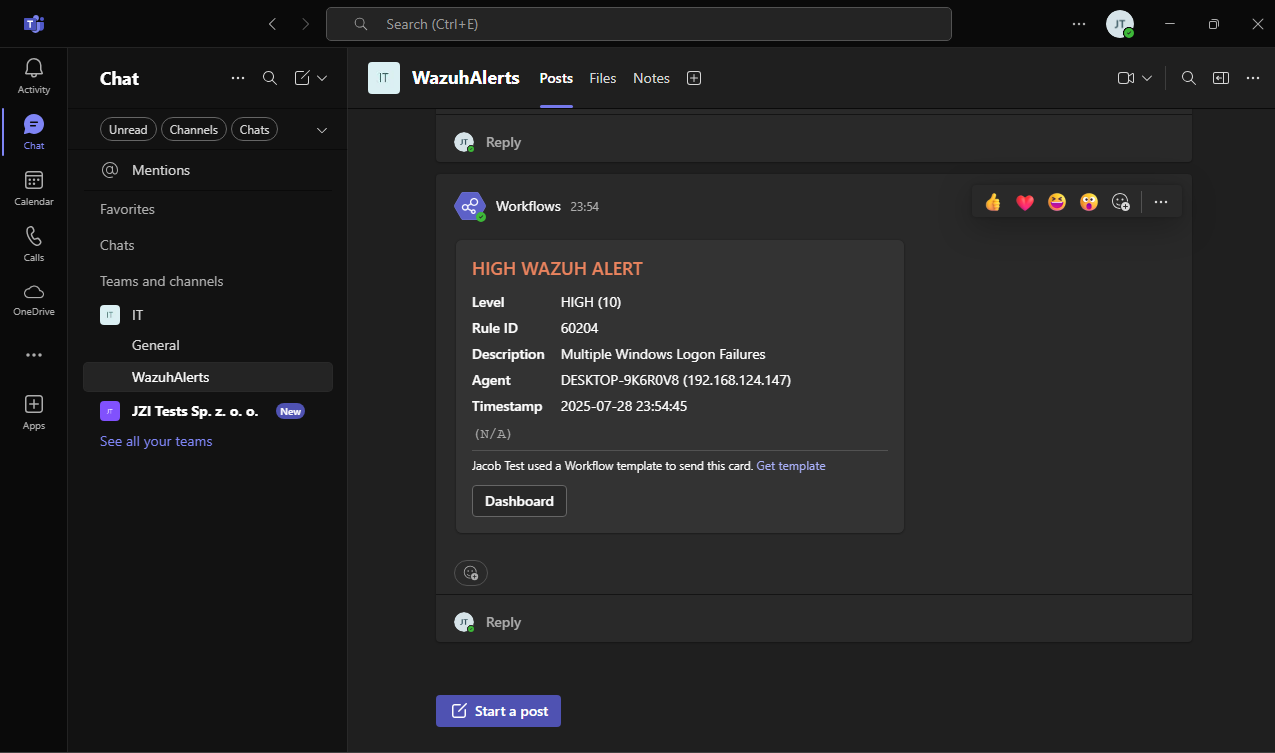 Search (Ctrl+E)
JT
Activity
Chat
Calendar
Calls
OneDrive
Apps
Chat
Unread
Channels
Chats
Mentions
Favorites
Chats
Teams and channels
IT
IT
General
WazuhAlerts
JT
JZI Tests Sp. z. o. o.
New
See all your teams
IT
WazuhAlerts
Posts
Files
Notes
JT
Reply
Workflows 23:54
HIGH WAZUH ALERT
Level HIGH (10)
Rule ID 60204
Description Multiple Windows Logon Failures
Agent DESKTOP-9K6R0V8 (192.168.124.147)
Timestamp 2025-07-28 23:54:45
(N/A)
Jacob Test used a Workflow template to send this card. Get template
Dashboard
JT
Reply
Start a post